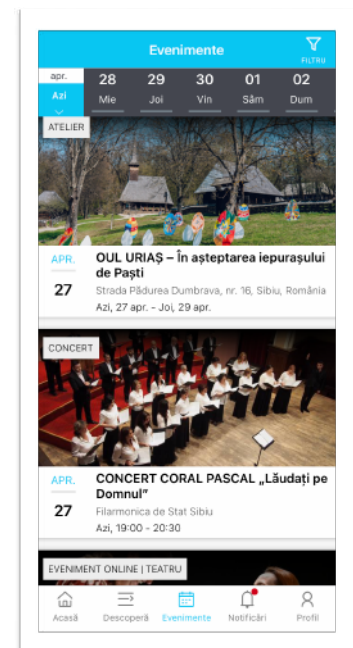 Evenimente
FILTRU
apr. 28 29 30 01 02
Azi Mie Joi Vin Sâm Dum
ATELIER
APR. OUL URIAȘ – În așteptarea iepurașului
de Paști
27 Strada Pădurea Dumbrava, nr. 16, Sibiu, România
Azi, 27 apr. - Joi, 29 apr.
CONCERT
APR. CONCERT CORAL PASCAL „Lăudați pe
Domnul”
27 Filarmonica de Stat Sibiu
Azi, 19:00 - 20:30
EVENIMENT ONLINE | TEATRU
Acasă Descoperă Evenimente Notificări Profil